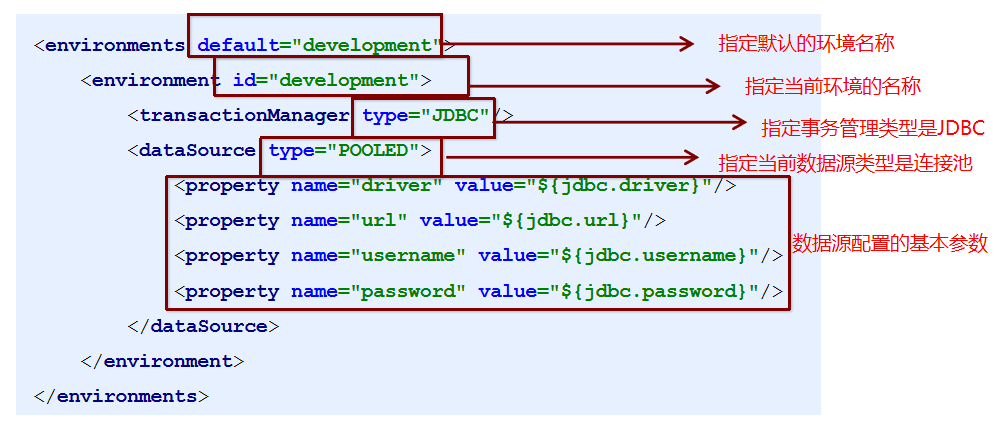 <environments default="development">
指定默认的环境名称
<environment id="development">
指定当前环境的名称
<transactionManager type="JDBC"/>
指定事务管理类型是JDBC
<dataSource type="POOLED">
指定当前数据源类型是连接池
<property name="driver" value="${jdbc.driver}"/>
<property name="url" value="${jdbc.url}"/>
<property name="username" value="${jdbc.username}"/>
数据源配置的基本参数
<property name="password" value="${jdbc.password}"/>
</dataSource>
</environment>
</environments>